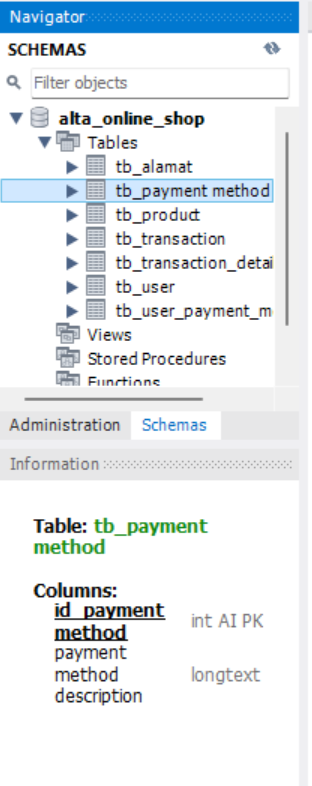 Navigator
SCHEMAS
Filter objects
alta_online_shop
Tables
tb_alamat
tb_payment method
tb_product
tb_transaction
tb_transaction_detai
tb_user
tb_user_payment_m
Views
Stored Procedures
Functions
Administration Schemas
Information
Table: tb_payment
method
Columns:
id_payment
method int AI PK
payment
method longtext
description